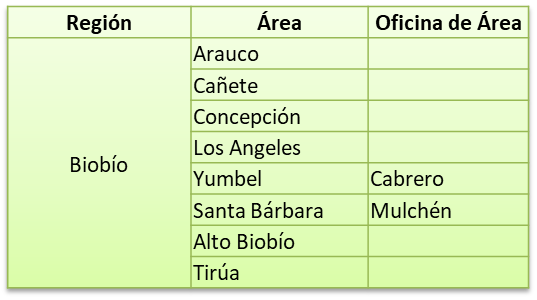 Región Área Oficina de Área
Biobío
Arauco
Cañete
Concepción
Los Angeles
Yumbel Cabrero
Santa Bárbara Mulchén
Alto Biobío
Tirúa